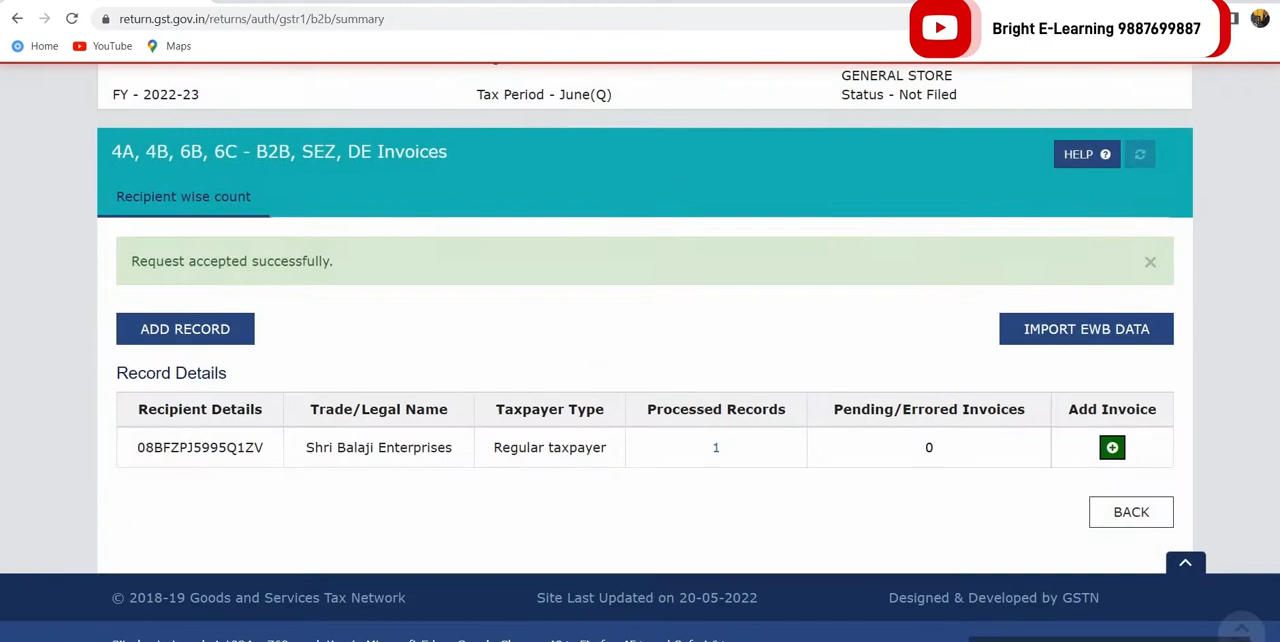 return.gst.gov.in/returns/auth/gstr1/b2b/summary
Bright E-Learning 9887699887
Home YouTube Maps
GENERAL STORE
FY - 2022-23 Tax Period - June(Q) Status - Not Filed
4A, 4B, 6B, 6C - B2B, SEZ, DE Invoices HELP ?
Recipient wise count
Request accepted successfully.
ADD RECORD IMPORT EWB DATA
Record Details
Recipient Details Trade/Legal Name Taxpayer Type Processed Records Pending/Errored Invoices Add Invoice
08BFZPJ5995Q1ZV Shri Balaji Enterprises Regular taxpayer 1 0
BACK
© 2018-19 Goods and Services Tax Network Site Last Updated on 20-05-2022 Designed & Developed by GSTN